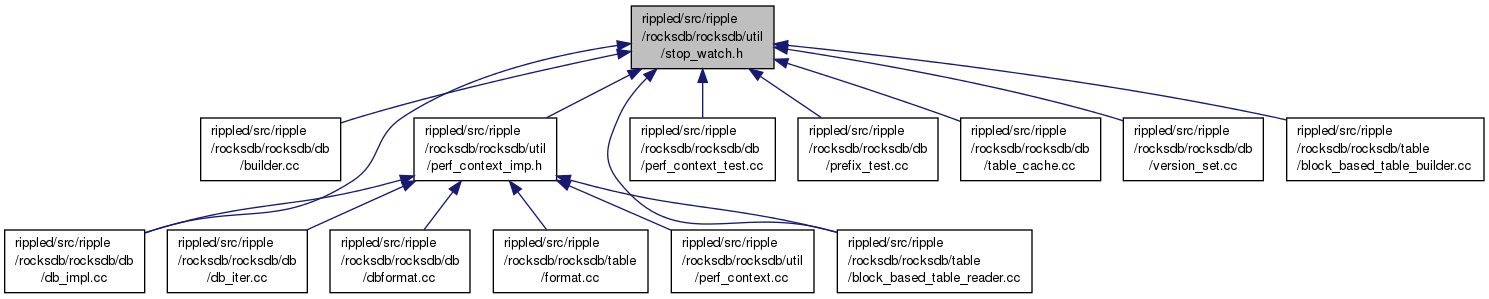 rippled/src/ripple
/rocksdb/rocksdb/util
/stop_watch.h
rippled/src/ripple
/rocksdb/rocksdb/db
/builder.cc
rippled/src/ripple
/rocksdb/rocksdb/util
/perf_context_imp.h
rippled/src/ripple
/rocksdb/rocksdb/db
/perf_context_test.cc
rippled/src/ripple
/rocksdb/rocksdb/db
/prefix_test.cc
rippled/src/ripple
/rocksdb/rocksdb/db
/table_cache.cc
rippled/src/ripple
/rocksdb/rocksdb/db
/version_set.cc
rippled/src/ripple
/rocksdb/rocksdb/table
/block_based_table_builder.cc
rippled/src/ripple
/rocksdb/rocksdb/db
/db_impl.cc
rippled/src/ripple
/rocksdb/rocksdb/db
/db_iter.cc
rippled/src/ripple
/rocksdb/rocksdb/db
/dbformat.cc
rippled/src/ripple
/rocksdb/rocksdb/table
/format.cc
rippled/src/ripple
/rocksdb/rocksdb/util
/perf_context.cc
rippled/src/ripple
/rocksdb/rocksdb/table
/block_based_table_reader.cc